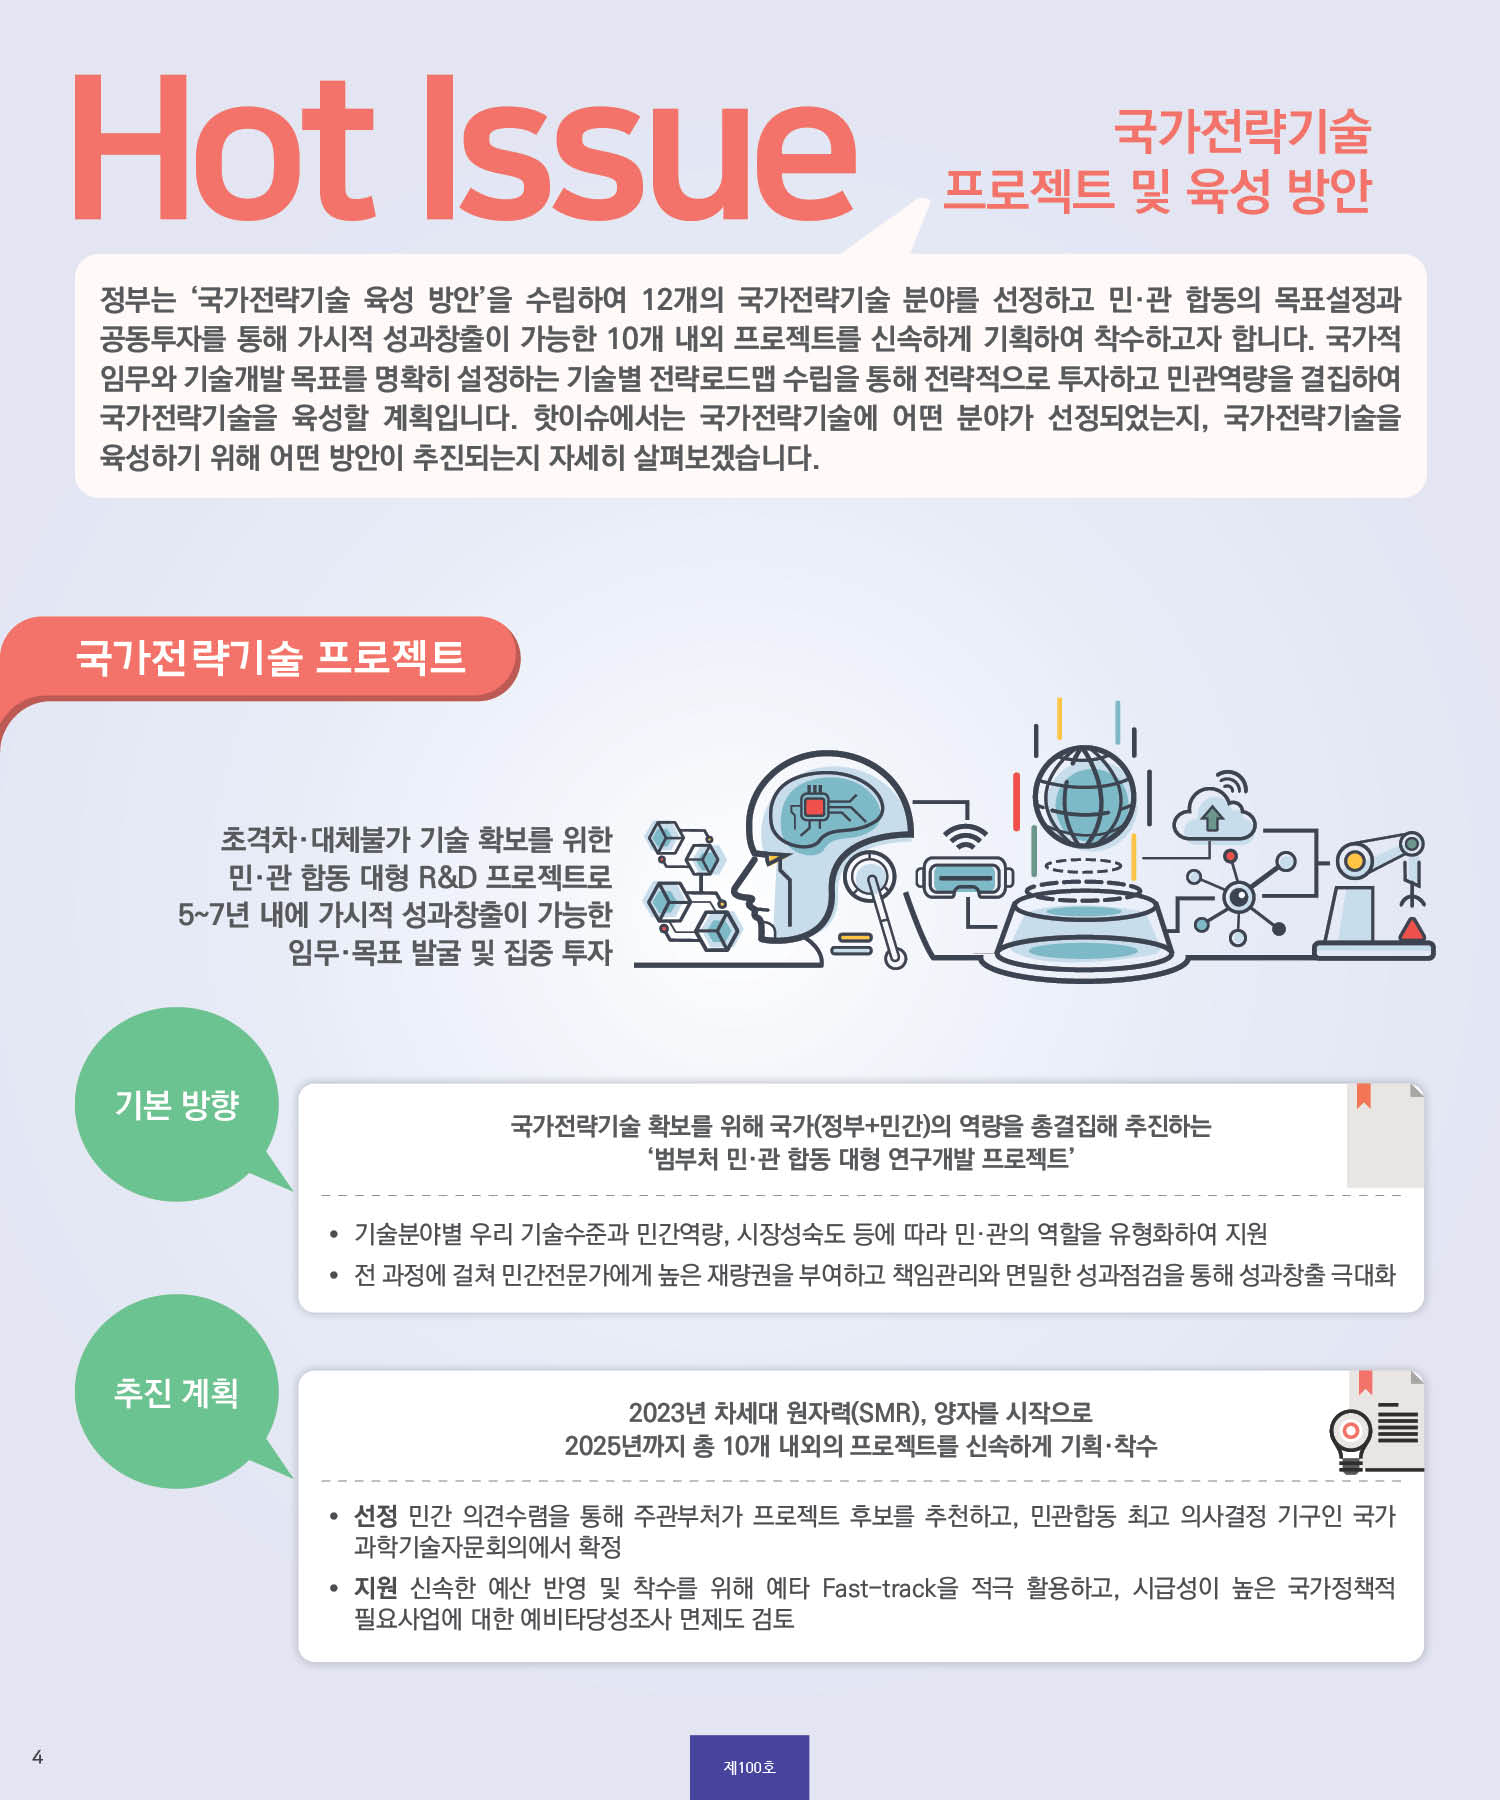 Hot Issue
국가전략기술
프로젝트 및 육성 방안
정부는 ‘국가전략기술 육성 방안’을 수립하여 12개의 국가전략기술 분야를 선정하고 민·관 합동의 목표설정과
공동투자를 통해 가시적 성과창출이 가능한 10개 내외 프로젝트를 신속하게 기획하여 착수하고자 합니다. 국가적
임무와 기술개발 목표를 명확히 설정하는 기술별 전략로드맵 수립을 통해 전략적으로 투자하고 민관역량을 결집하여
국가전략기술을 육성할 계획입니다. 핫이슈에서는 국가전략기술에 어떤 분야가 선정되었는지, 국가전략기술을
육성하기 위해 어떤 방안이 추진되는지 자세히 살펴보겠습니다.
국가전략기술 프로젝트
초격차·대체불가 기술 확보를 위한
민·관 합동 대형 R&D 프로젝트로
5~7년 내에 가시적 성과창출이 가능한
임무·목표 발굴 및 집중 투자
기본 방향
국가전략기술 확보를 위해 국가(정부+민간)의 역량을 총결집해 추진하는
‘범부처 민·관 합동 대형 연구개발 프로젝트’
• 기술분야별 우리 기술수준과 민간역량, 시장성숙도 등에 따라 민·관의 역할을 유형화하여 지원
• 전 과정에 걸쳐 민간전문가에게 높은 재량권을 부여하고 책임관리와 면밀한 성과점검을 통해 성과창출 극대화
추진 계획
2023년 차세대 원자력(SMR), 양자를 시작으로
2025년까지 총 10개 내외의 프로젝트를 신속하게 기획·착수
• 선정 민간 의견수렴을 통해 주관부처가 프로젝트 후보를 추천하고, 민관합동 최고 의사결정 기구인 국가
과학기술자문회의에서 확정
• 지원 신속한 예산 반영 및 착수를 위해 예타 Fast-track을 적극 활용하고, 시급성이 높은 국가정책적
필요사업에 대한 예비타당성조사 면제도 검토
4
제100호